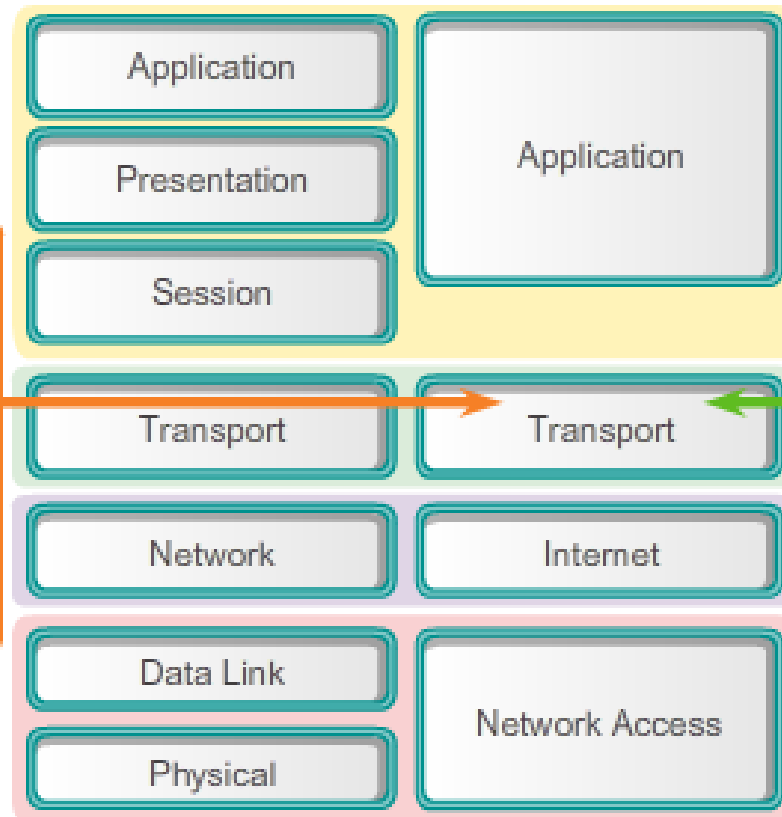 Application
Presentation
Session
Transport
Network
Data Link
Physical
Application
Transport
Internet
Network Access